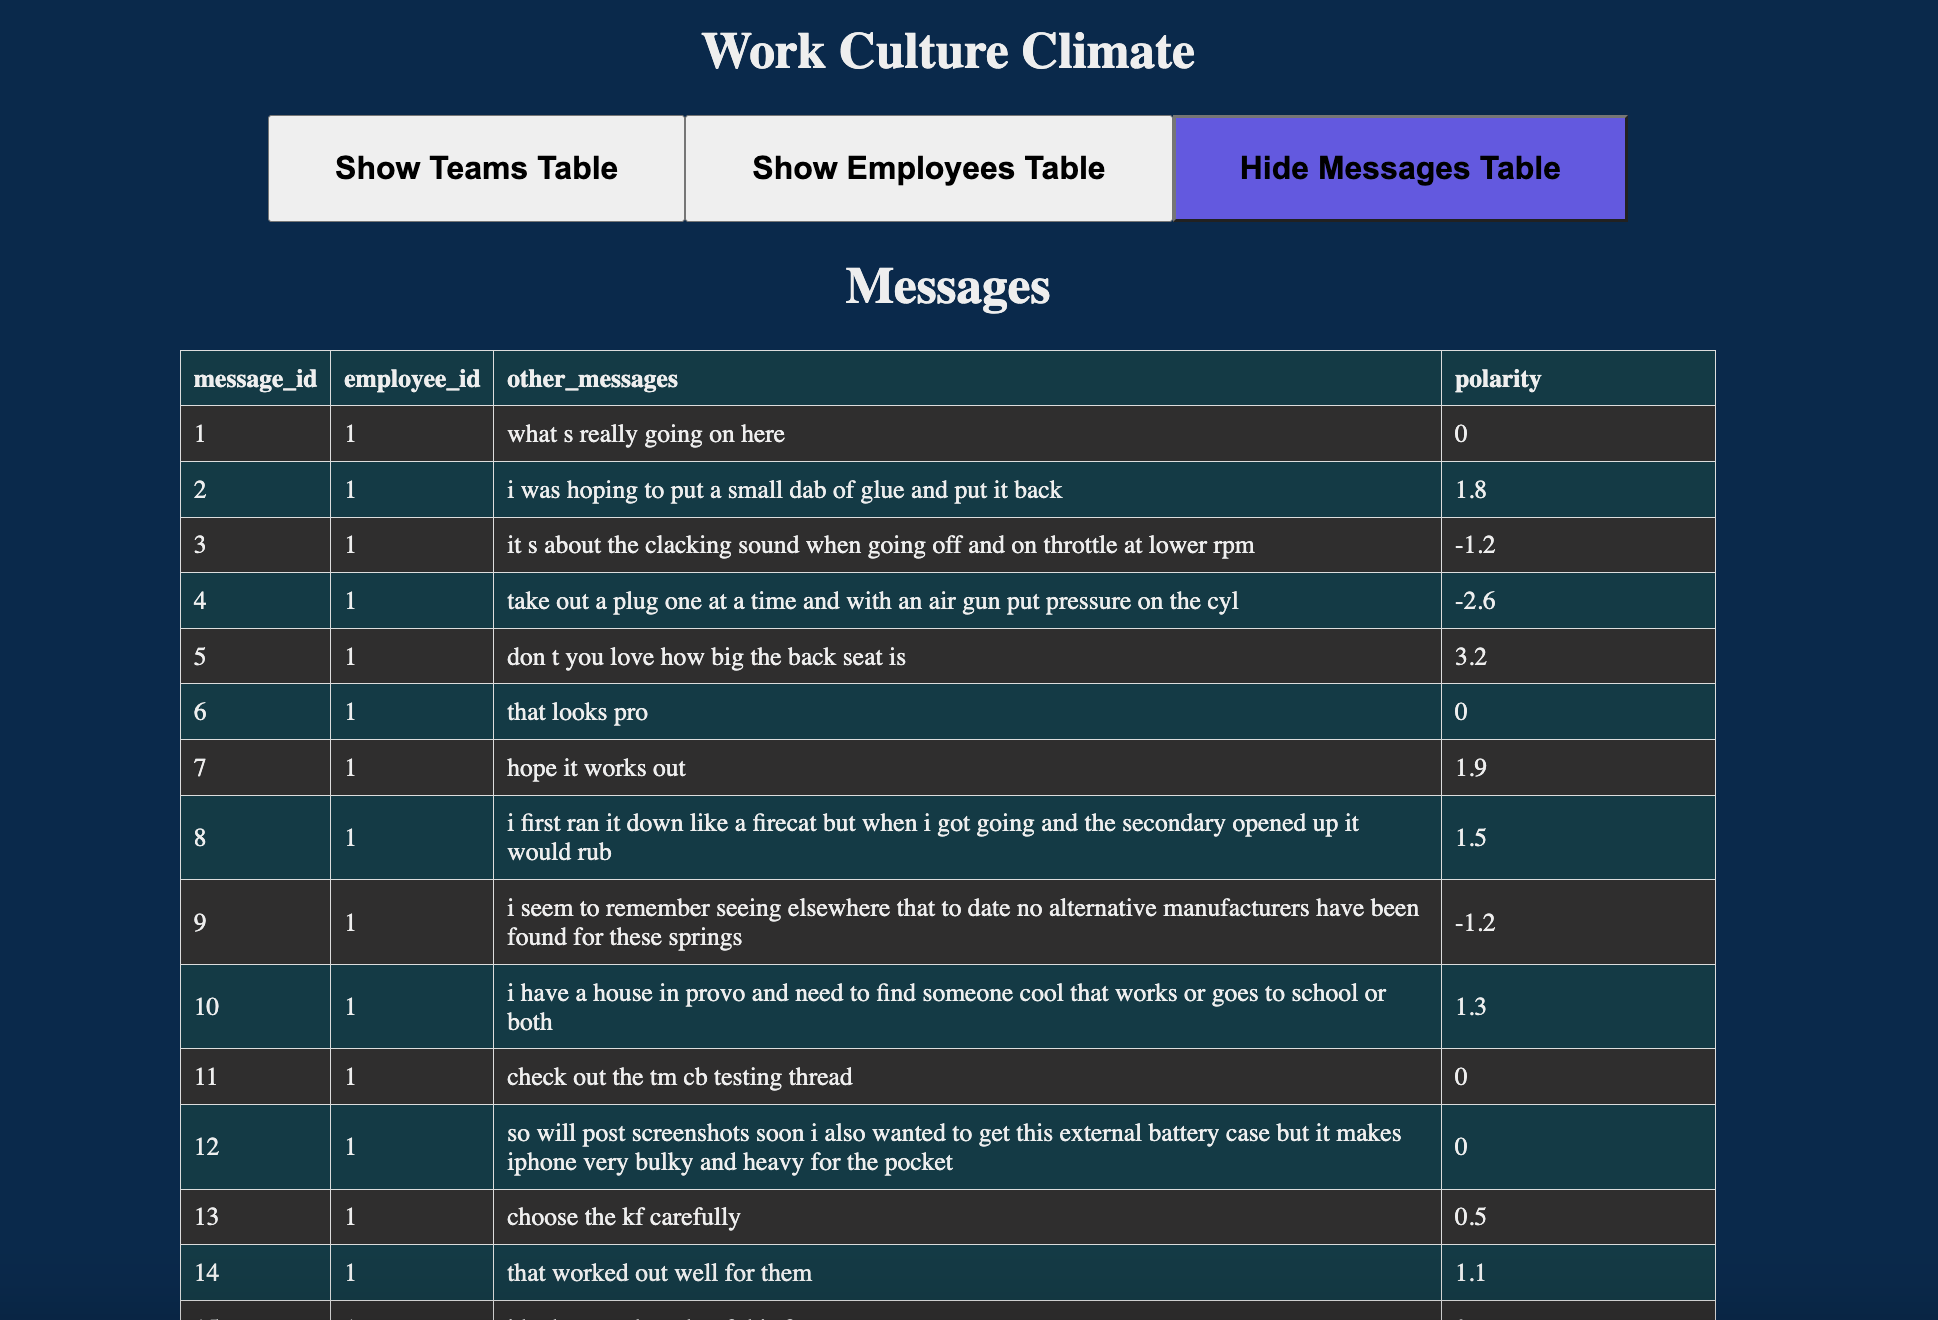 Work Culture Climate
Show Teams Table Show Employees Table Hide Messages Table
Messages
message_id employee_id other_messages polarity
1 1 what s really going on here 0
2 1 i was hoping to put a small dab of glue and put it back 1.8
3 1 it s about the clacking sound when going off and on throttle at lower rpm -1.2
4 1 take out a plug one at a time and with an air gun put pressure on the cyl -2.6
5 1 don t you love how big the back seat is 3.2
6 1 that looks pro 0
7 1 hope it works out 1.9
8 1 i first ran it down like a firecat but when i got going and the secondary opened up it
would rub 1.5
9 1 i seem to remember seeing elsewhere that to date no alternative manufacturers have been
found for these springs -1.2
10 1 i have a house in provo and need to find someone cool that works or goes to school or
both 1.3
11 1 check out the tm cb testing thread 0
12 1 so will post screenshots soon i also wanted to get this external battery case but it makes
iphone very bulky and heavy for the pocket 0
13 1 choose the kf carefully 0.5
14 1 that worked out well for them 1.1